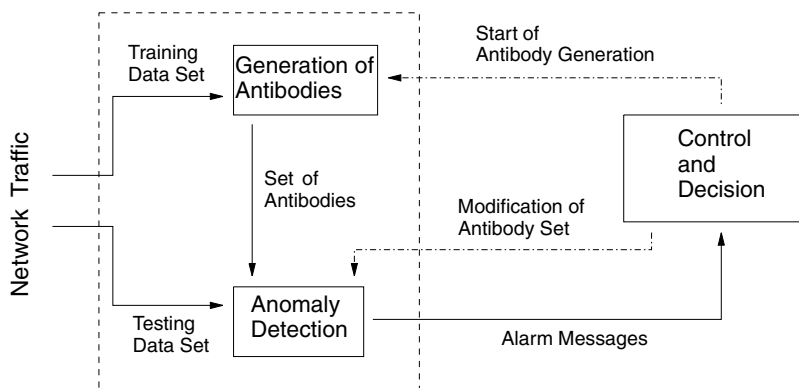 Training
Data Set
Generation of
Antibodies
Start of
Antibody Generation
Control
and
Decision
Network Traffic
Set of
Antibodies
Modification of
Antibody Set
Testing
Data Set
Anomaly
Detection
Alarm Messages